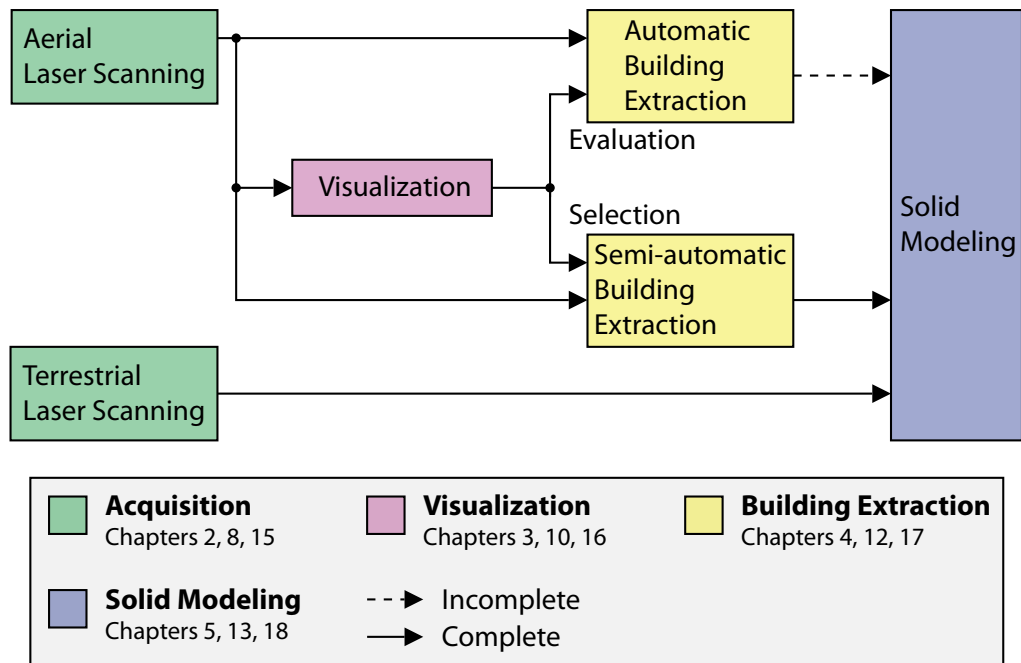 Aerial
Laser Scanning
Automatic
Building
Extraction
Evaluation
Visualization
Selection
Solid
Modeling
Semi-automatic
Building
Extraction
Terrestrial
Laser Scanning
Acquisition
Chapters 2, 8, 15
Visualization
Chapters 3, 10, 16
Building Extraction
Chapters 4, 12, 17
Solid Modeling
Chapters 5, 13, 18
Incomplete
Complete